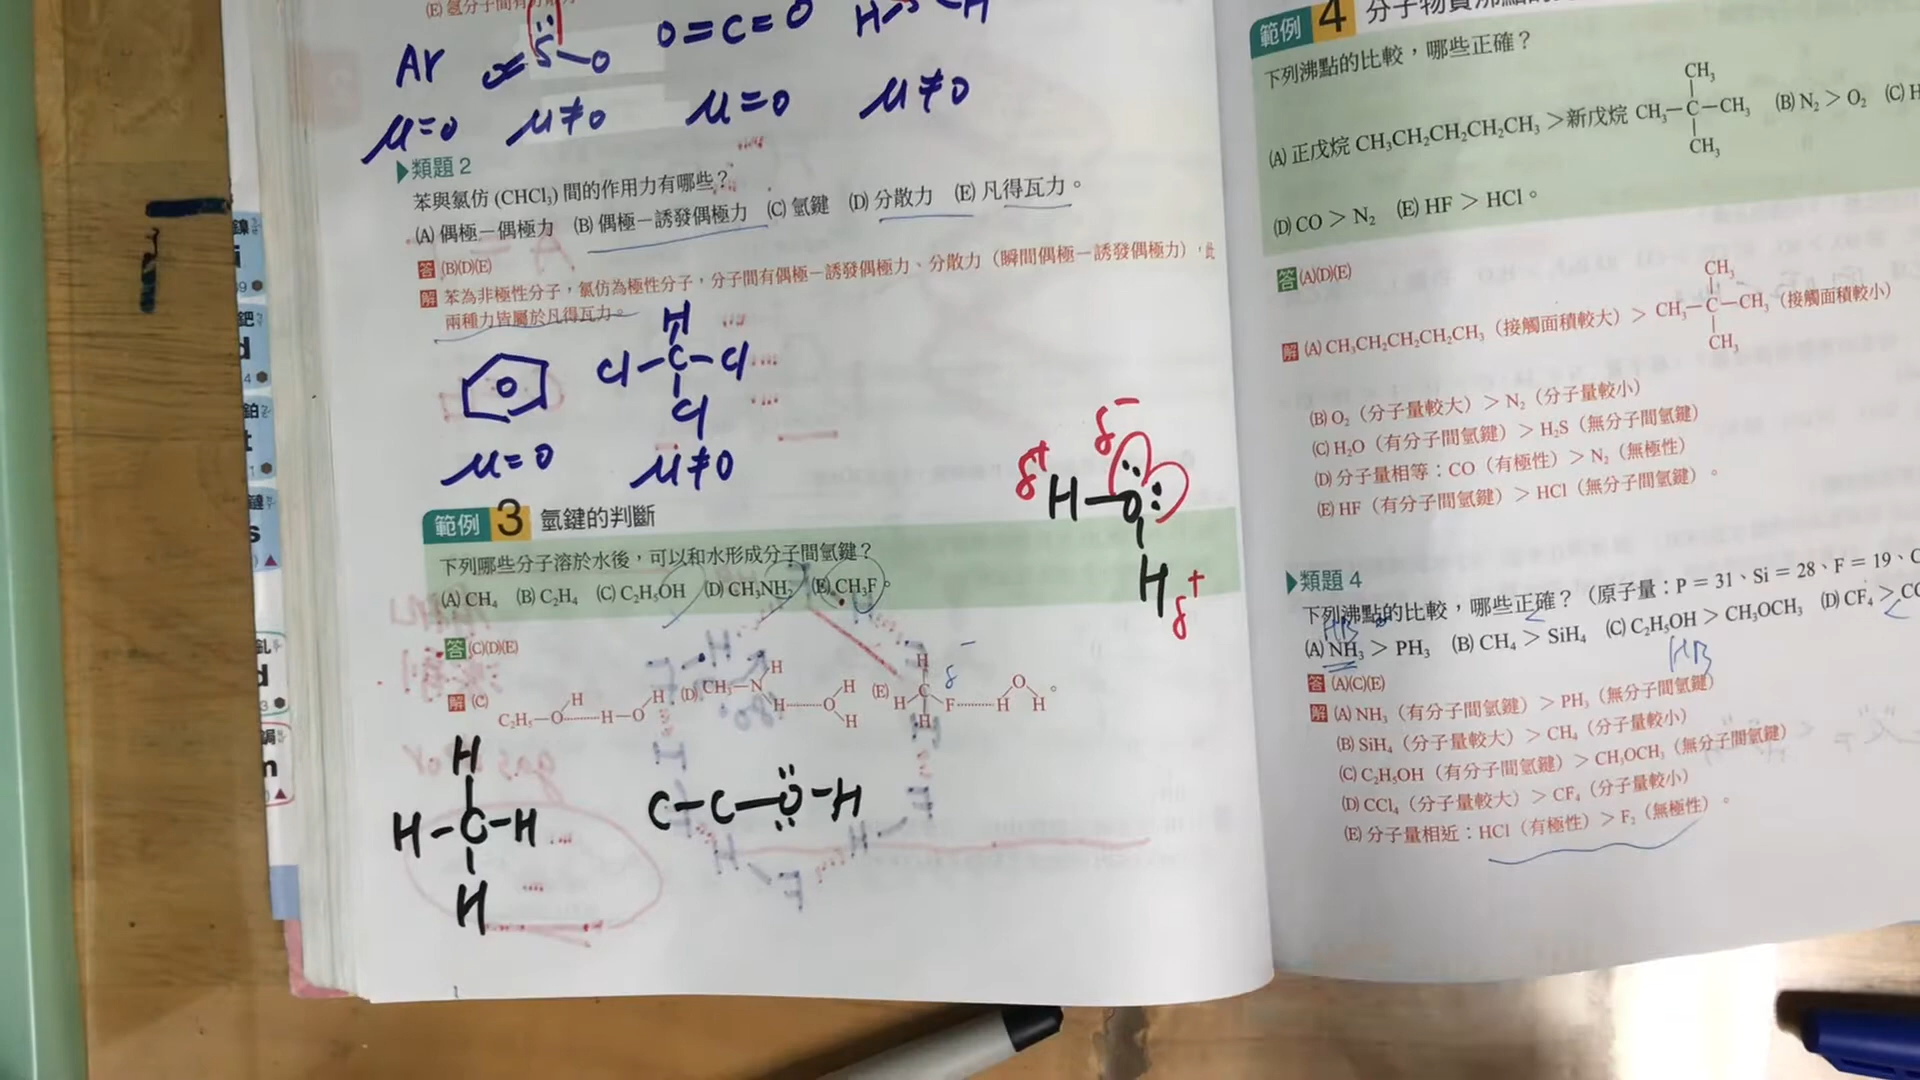 Ar
O=C=O
μ=0 μ≠0 μ=0 μ≠0
類題2
苯與氯仿 (CHCl₃) 間的作用力有哪些?
(A) 偶極－偶極力 (B) 偶極－誘發偶極力 (C) 氫鍵 (D) 分散力 (E) 凡得瓦力。
答 (B)(D)(E)
解 苯為非極性分子，氯仿為極性分子，分子間有偶極－誘發偶極力、分散力（瞬間偶極－誘發偶極力），此
兩種力皆屬於凡得瓦力。
H
Cl－C－Cl
Cl
μ=0 μ≠0
δ⁻
δ⁺
H－O
H δ⁺
範例 3 氫鍵的判斷
下列哪些分子溶於水後，可以和水形成分子間氫鍵？
(A) CH₄ (B) C₂H₄ (C) C₂H₅OH (D) CH₃NH₂ (E) CH₃F。
答 (C)(D)(E)
解 (C) C₂H₅－O H H－O H (D) CH₃－N H H O H H (E) H H－C－F H H O H 。
δ⁻
H
H－C－H
H
C－C－O－H
範例 4
下列沸點的比較，哪些正確？
(A) 正戊烷 CH₃CH₂CH₂CH₂CH₃ ＞新戊烷 CH₃－C－CH₃ (B) N₂＞O₂ (C) H
CH₃
CH₃
(D) CO＞N₂ (E) HF＞HCl。
答 (A)(D)(E)
解 (A) CH₃CH₂CH₂CH₂CH₃（接觸面積較大）＞ CH₃－C－CH₃（接觸面積較小）
CH₃
CH₃
(B) O₂（分子量較大）＞N₂（分子量較小）
(C) H₂O（有分子間氫鍵）＞H₂S（無分子間氫鍵）
(D) 分子量相等：CO（有極性）＞N₂（無極性）
(E) HF（有分子間氫鍵）＞HCl（無分子間氫鍵）。
類題4
下列沸點的比較，哪些正確？（原子量：P＝31、Si＝28、F＝19、C
HB
(A) NH₃＞PH₃ (B) CH₄＞SiH₄ (C) C₂H₅OH＞CH₃OCH₃ (D) CF₄＞CC
HB
答 (A)(C)(E)
解 (A) NH₃（有分子間氫鍵）＞PH₃（無分子間氫鍵）
(B) SiH₄（分子量較大）＞CH₄（分子量較小）
(C) C₂H₅OH（有分子間氫鍵）＞CH₃OCH₃（無分子間氫鍵）
(D) CCl₄（分子量較大）＞CF₄（分子量較小）
(E) 分子量相近：HCl（有極性）＞F₂（無極性）。